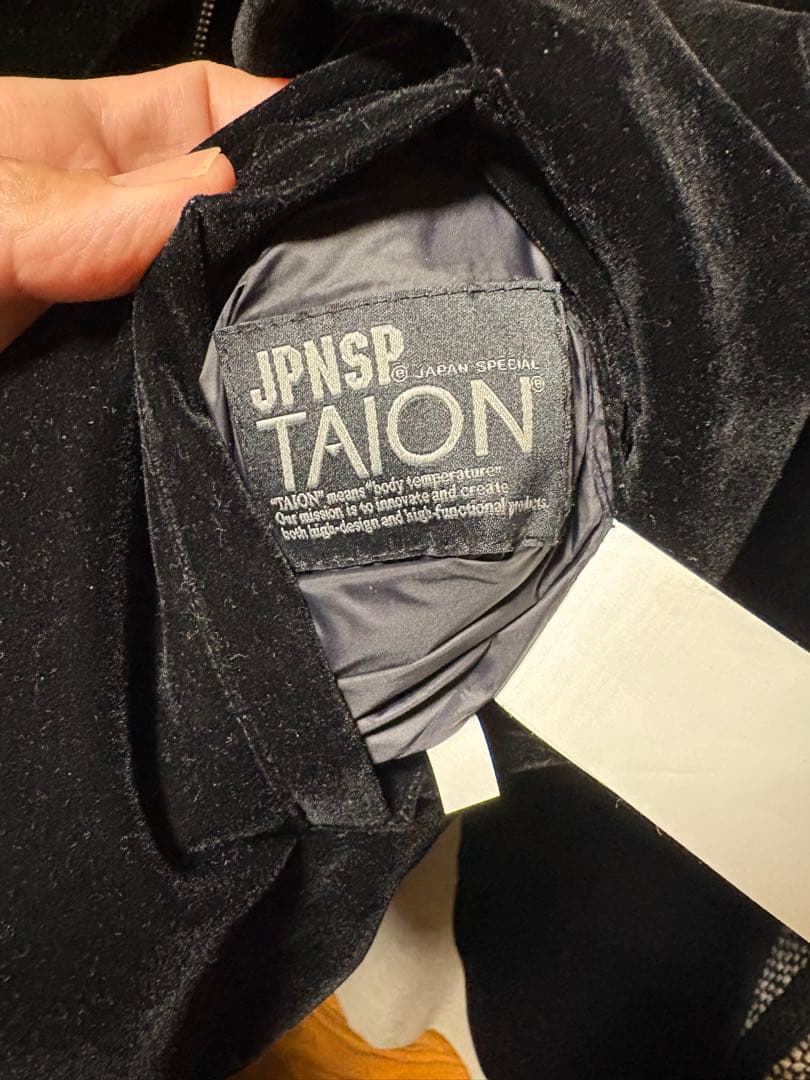 JPNSP© JAPAN SPECIAL
TAION®
"TAION" means "body temperature"
Our mission is to innovate and create
both high-design and high-functional products.